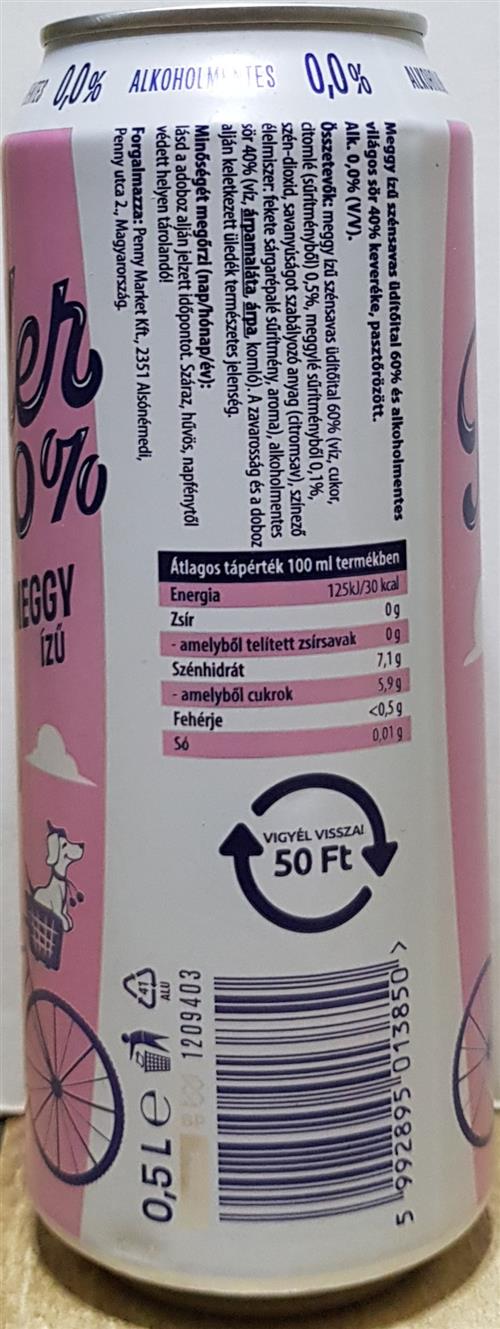 0,0% ALKOHOLMENTES 0,0%
Meggy ízű szénsavas üdítőital 60% és alkoholmentes
világos sör 40% keveréke, pasztőrözött.
Alk. 0,0% (V/V).
Összetevők: meggy ízű szénsavas üdítőital 60% (víz, cukor,
citromlé (sűrítményből) 0,5%, meggylé sűrítményből 0,1%,
szén-dioxid, savanyúságot szabályozó anyag (citromsav), színező
élelmiszer: fekete sárgarépalé sűrítmény, aroma), alkoholmentes
sör 40% (víz, árpamaláta, árpa, komló). A zavarosság és a doboz
alján keletkezett üledék természetes jelenség.
Minőségét megőrzi (nap/hónap/év):
lásd a adoboz alján jelzett időpontot. Száraz, hűvös, napfénytől
védett helyen tárolandó!
Forgalmazza: Penny Market Kft., 2351 Alsónémedi,
Penny utca 2., Magyarország.
Átlagos tápérték 100 ml termékben
Energia 125kJ/30 kcal
Zsír 0 g
- amelyből telített zsírsavak 0 g
Szénhidrát 7,1 g
- amelyből cukrok 5,9 g
Fehérje <0,5 g
Só 0,01 g
VIGYÉL VISSZA!
50 Ft
ízű
41
ALU
0,5 L e
1209403
5 992895 013850 >